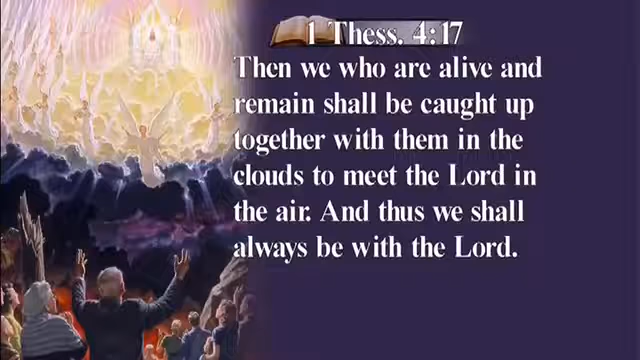 1 Thess. 4:17
Then we who are alive and
remain shall be caught up
together with them in the
clouds to meet the Lord in
the air. And thus we shall
always be with the Lord.